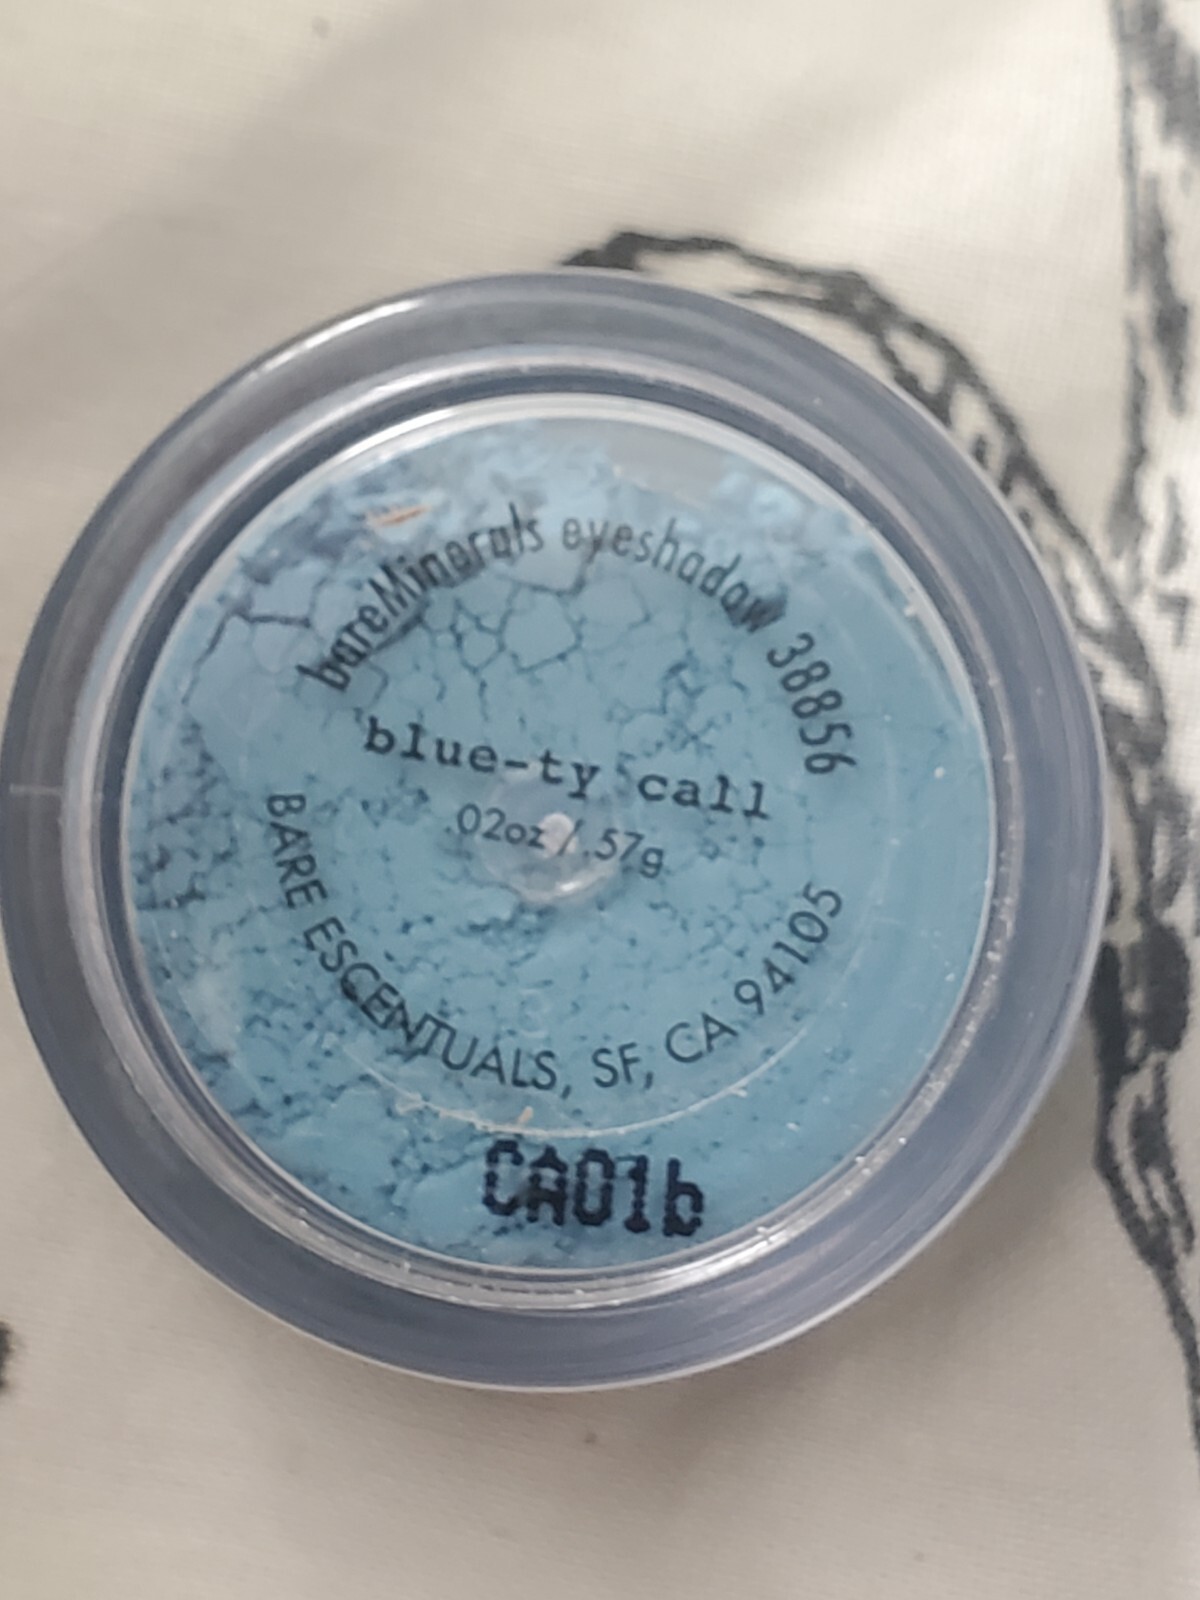 bareMinerals eyeshadow 38856
blue-ty call
.02oz / .57g
BARE ESCENTUALS, SF, CA 94105
CA01b